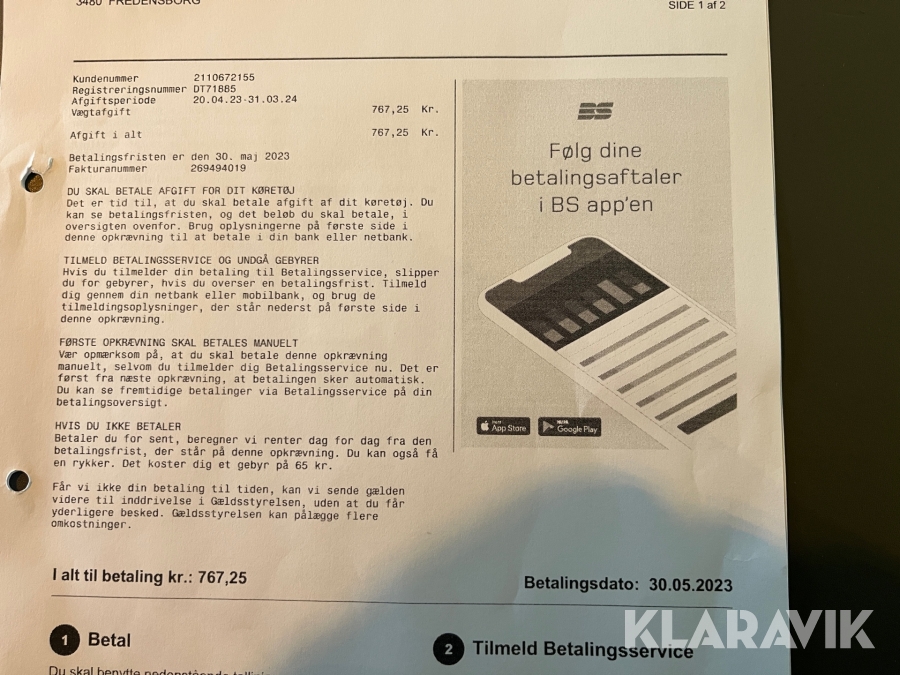 3480 FREDENSBORG
SIDE 1 af 2
Kundenummer 2110672155
Registreringsnummer DT71885
Afgiftsperiode 20.04.23-31.03.24
Vægtafgift 767,25 Kr.
Afgift i alt 767,25 Kr.
Betalingsfristen er den 30. maj 2023
Fakturanummer 269494019
DU SKAL BETALE AFGIFT FOR DIT KØRETØJ
Det er tid til, at du skal betale afgift af dit køretøj. Du
kan se betalingsfristen, og det beløb du skal betale, i
oversigten ovenfor. Brug oplysningerne på første side i
denne opkrævning til at betale i din bank eller netbank.
TILMELD BETALINGSSERVICE OG UNDGÅ GEBYRER
Hvis du tilmelder din betaling til Betalingsservice, slipper
du for gebyrer, hvis du overser en betalingsfrist. Tilmeld
dig gennem din netbank eller mobilbank, og brug de
tilmeldingsoplysninger, der står nederst på første side i
denne opkrævning.
FØRSTE OPKRÆVNING SKAL BETALES MANUELT
Vær opmærksom på, at du skal betale denne opkrævning
manuelt, selvom du tilmelder dig Betalingsservice nu. Det er
først fra næste opkrævning, at betalingen sker automatisk.
Du kan se fremtidige betalinger via Betalingsservice på din
betalingsoversigt.
HVIS DU IKKE BETALER
Betaler du for sent, beregner vi renter dag for dag fra den
betalingsfrist, der står på denne opkrævning. Du kan også få
en rykker. Det koster dig et gebyr på 65 kr.
Får vi ikke din betaling til tiden, kan vi sende gælden
videre til inddrivelse i Gældsstyrelsen, uden at du får
yderligere besked. Gældsstyrelsen kan pålægge flere
omkostninger.
BS
Følg dine
betalingsaftaler
i BS app'en
App Store
Google Play
I alt til betaling kr.: 767,25
Betalingsdato: 30.05.2023
1 Betal
2 Tilmeld Betalingsservice
Du skal benytte nedenstående
KLARAVIK